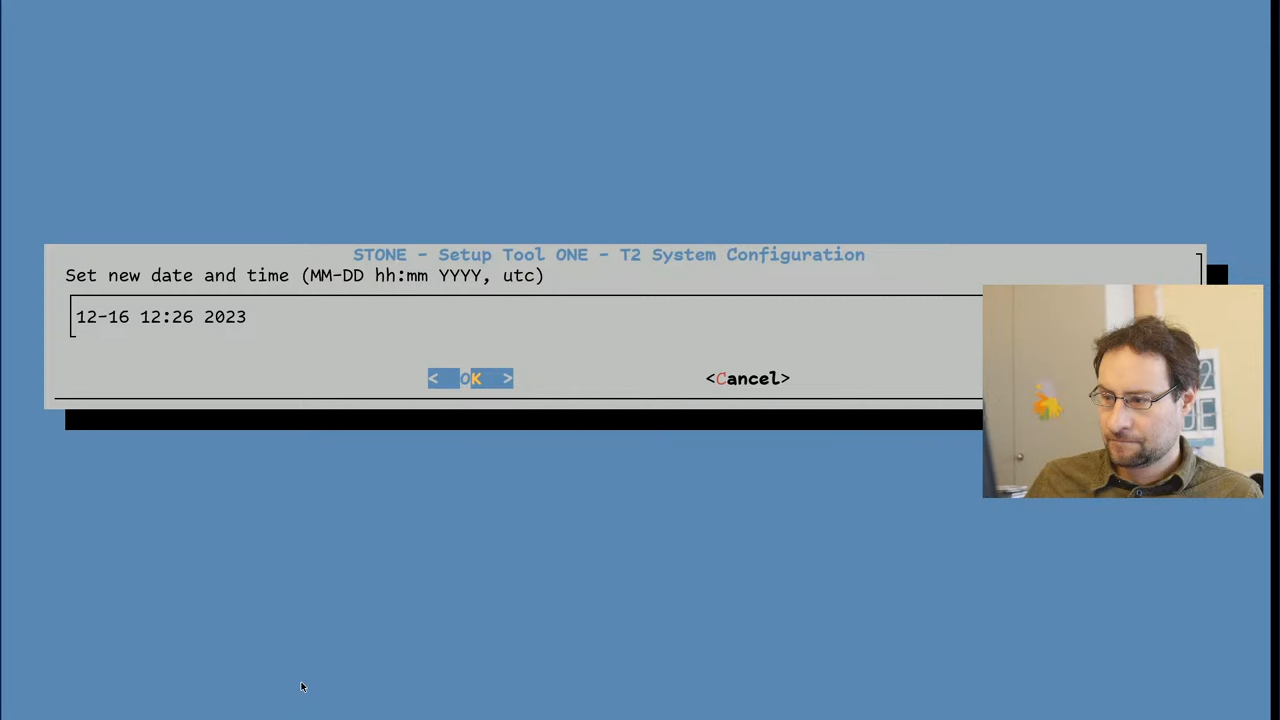 STONE - Setup Tool ONE - T2 System Configuration
Set new date and time (MM-DD hh:mm YYYY, utc)
12-16 12:26 2023
< OK > <Cancel>